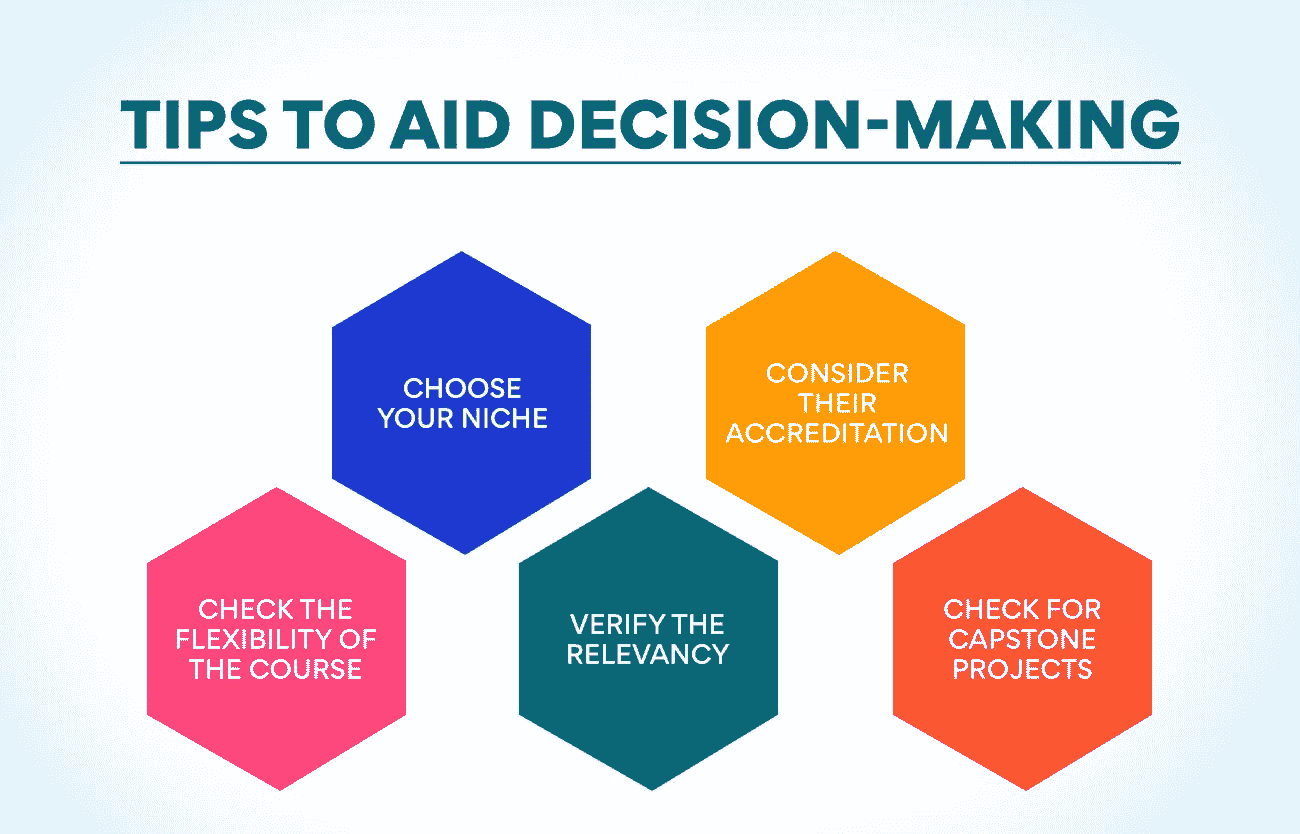 TIPS TO AID DECISION-MAKING
CHOOSE
YOUR NICHE
CONSIDER
THEIR
ACCREDITATION
CHECK THE
FLEXIBILITY OF
THE COURSE
VERIFY THE
RELEVANCY
CHECK FOR
CAPSTONE
PROJECTS